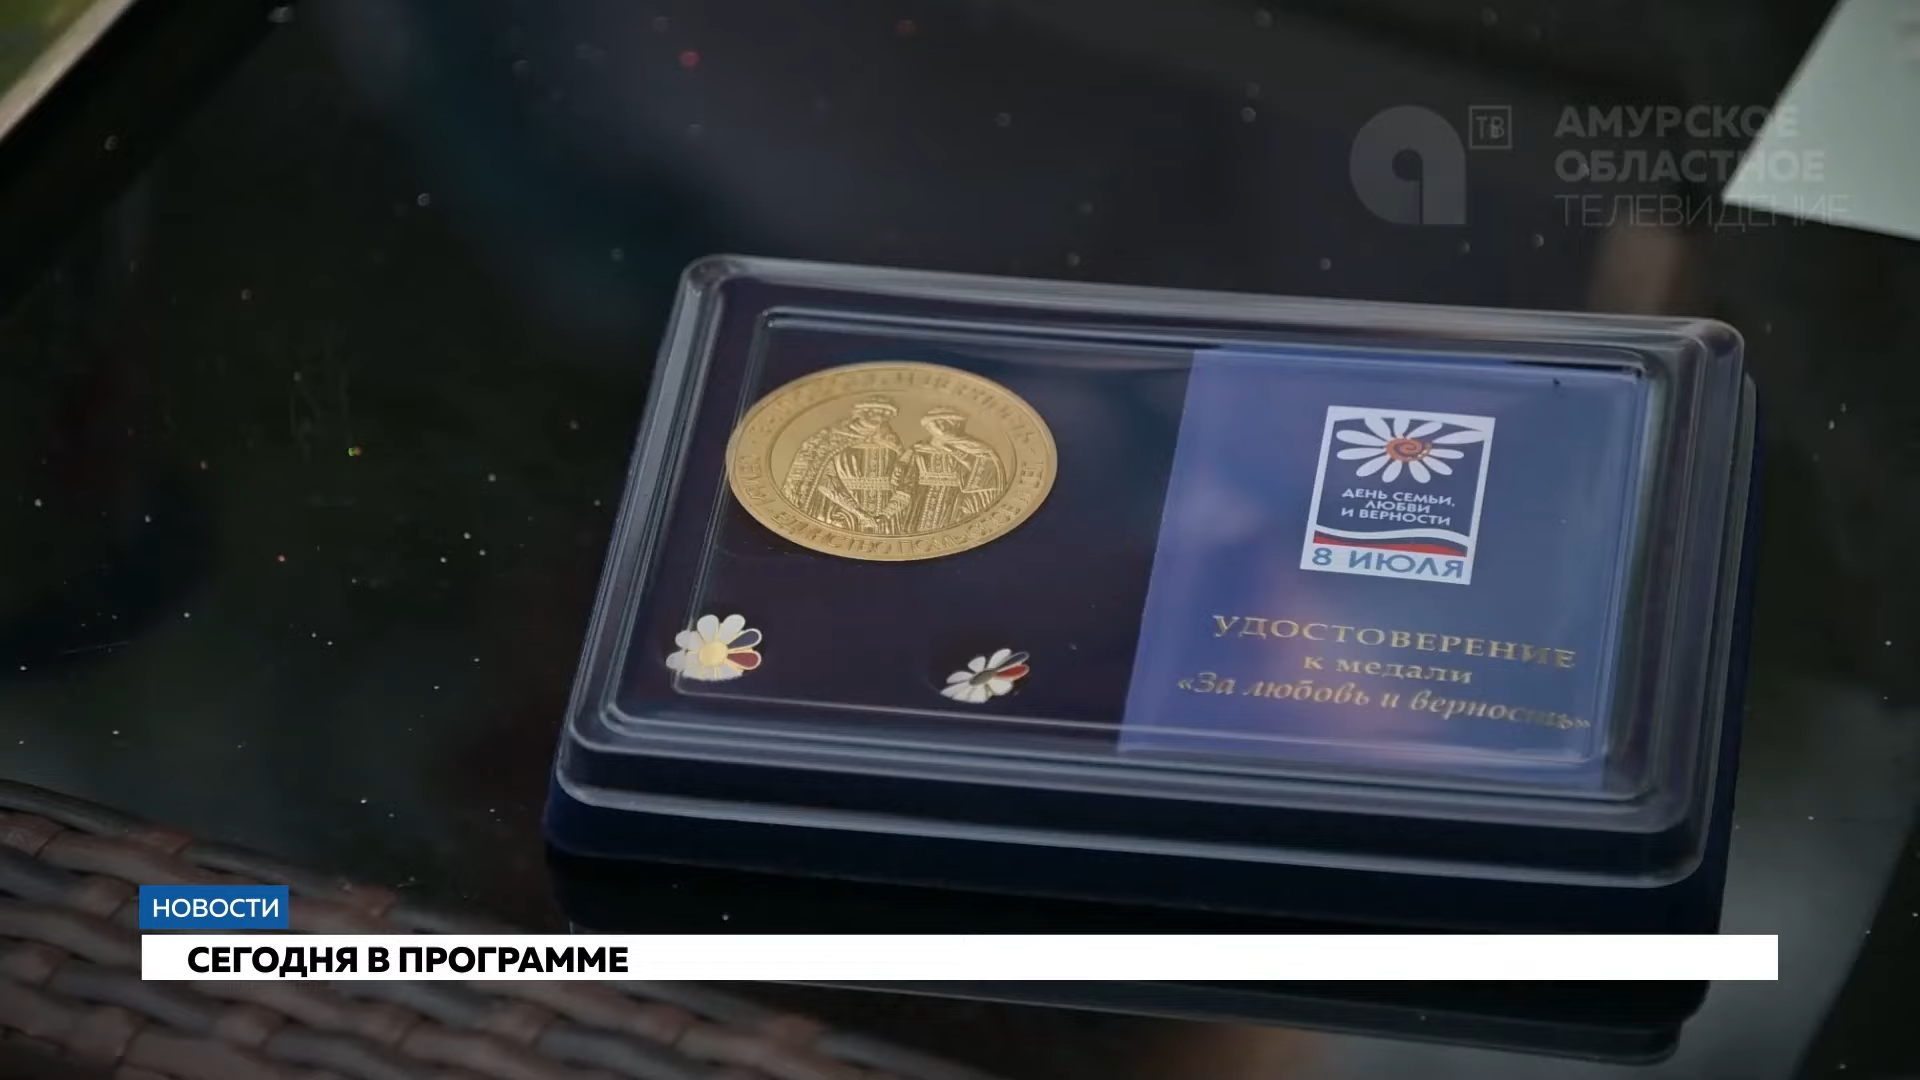 ТВ
АМУРСКОЕ
ОБЛАСТНОЕ
ТЕЛЕВИДЕНИЕ
ДЕНЬ СЕМЬИ,
ЛЮБВИ
И ВЕРНОСТИ
8 ИЮЛЯ
УДОСТОВЕРЕНИЕ
к медали
«За любовь и верность»
НОВОСТИ
СЕГОДНЯ В ПРОГРАММЕ